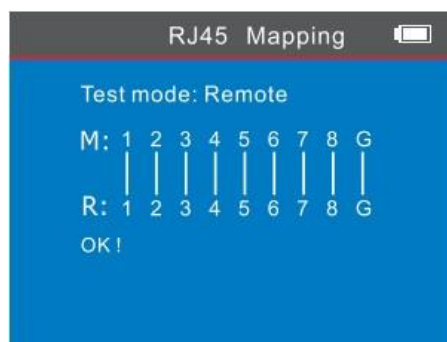 RJ45 Mapping
Test mode: Remote
M: 1 2 3 4 5 6 7 8 G
R: 1 2 3 4 5 6 7 8 G
OK!